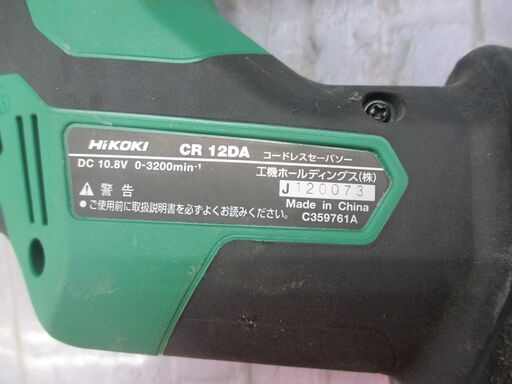 HiKOKI CR 12DA コードレスセーバソー
DC 10.8V 0-3200min-1 工機ホールディングス(株)
⚠ 警告 J120073
●ご使用前に取扱説明書を必ずよくお読みください。 Made in China
C359761A